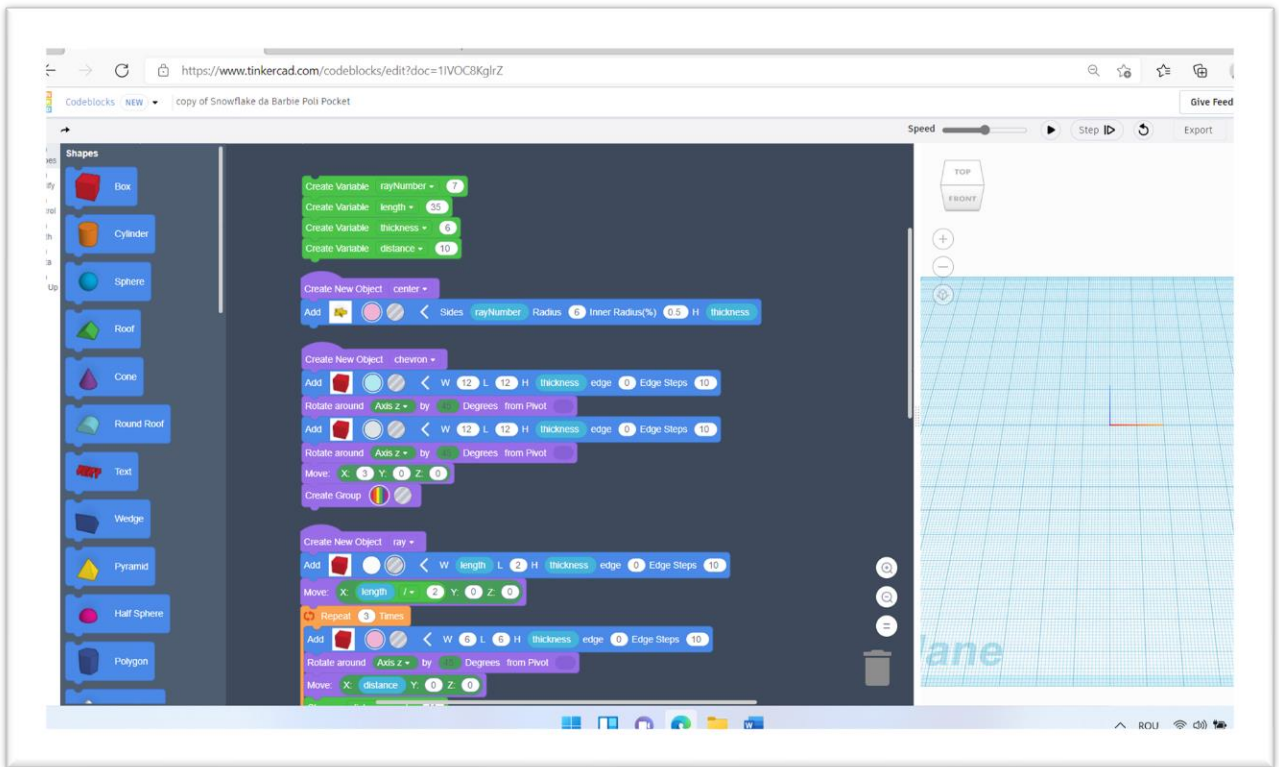 https://www.tinkercad.com/codeblocks/edit?doc=1IVOC8KglrZ
Codeblocks NEW copy of Snowflake da Barbie Poli Pocket Give Feed
Speed Step Export
Shapes
Box
Cylinder
Sphere
Roof
Cone
Round Roof
Text
Wedge
Pyramid
Half Sphere
Polygon
Create Variable rayNumber 7
Create Variable length 35
Create Variable thickness 6
Create Variable distance 10
Create New Object center
Add Sides rayNumber Radius 6 Inner Radius(%) 0.5 H thickness
Create New Object chevron
Add W 12 L 12 H thickness edge 0 Edge Steps 10
Rotate around Axis z by 45 Degrees from Pivot
Add W 12 L 12 H thickness edge 0 Edge Steps 10
Rotate around Axis z by 45 Degrees from Pivot
Move: X: 3 Y: 0 Z: 0
Create Group
Create New Object ray
Add W length L 2 H thickness edge 0 Edge Steps 10
Move: X: length / 2 Y: 0 Z: 0
Repeat 3 Times
Add W 6 L 6 H thickness edge 0 Edge Steps 10
Rotate around Axis z by 45 Degrees from Pivot
Move: X: distance Y: 0 Z: 0
TOP
FRONT
lane
ROU